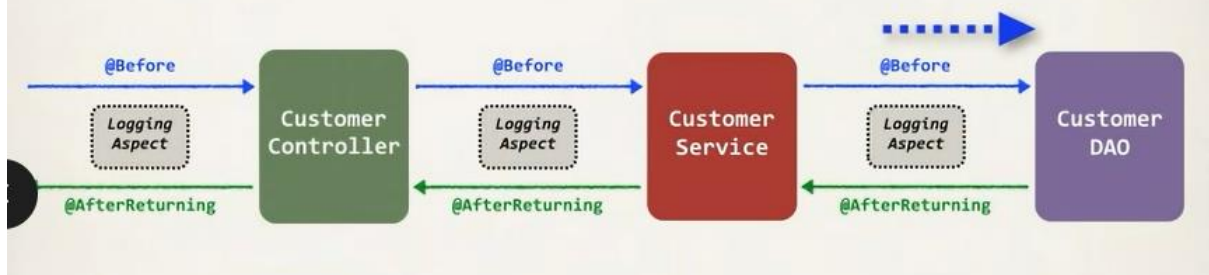 @Before
@Before
@Before
Logging
Aspect
Customer
Controller
Logging
Aspect
Customer
Service
Logging
Aspect
Customer
DAO
@AfterReturning
@AfterReturning
@AfterReturning